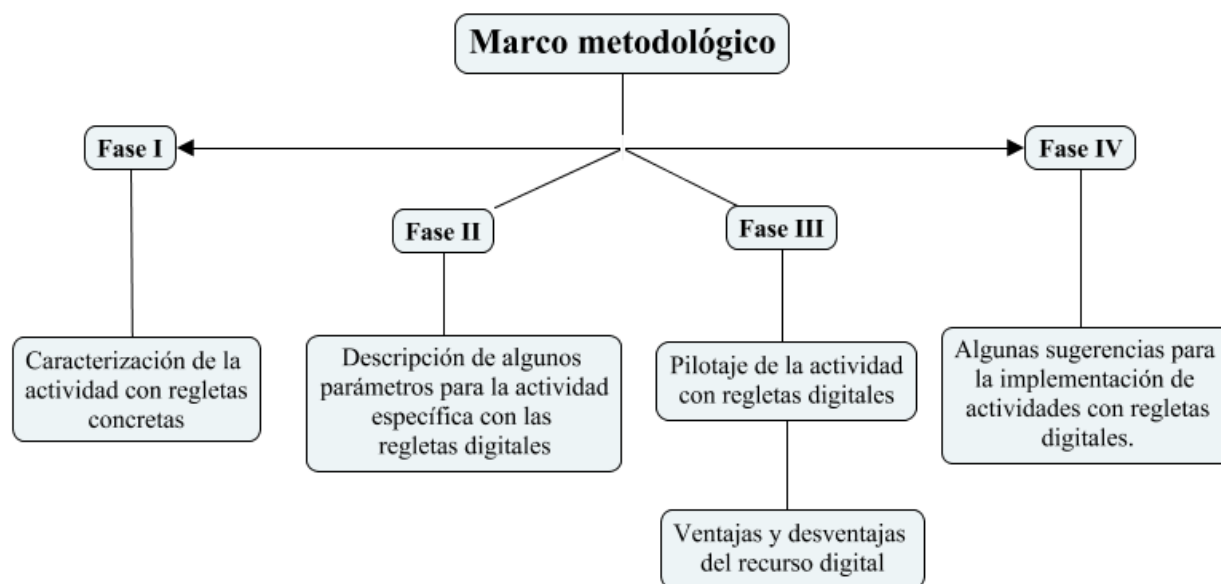 Marco metodológico
Fase I
Fase IV
Fase II
Fase III
Caracterización de la
actividad con regletas
concretas
Descripción de algunos
parámetros para la actividad
específica con las
regletas digitales
Pilotaje de la actividad
con regletas digitales
Algunas sugerencias para
la implementación de
actividades con regletas
digitales.
Ventajas y desventajas
del recurso digital